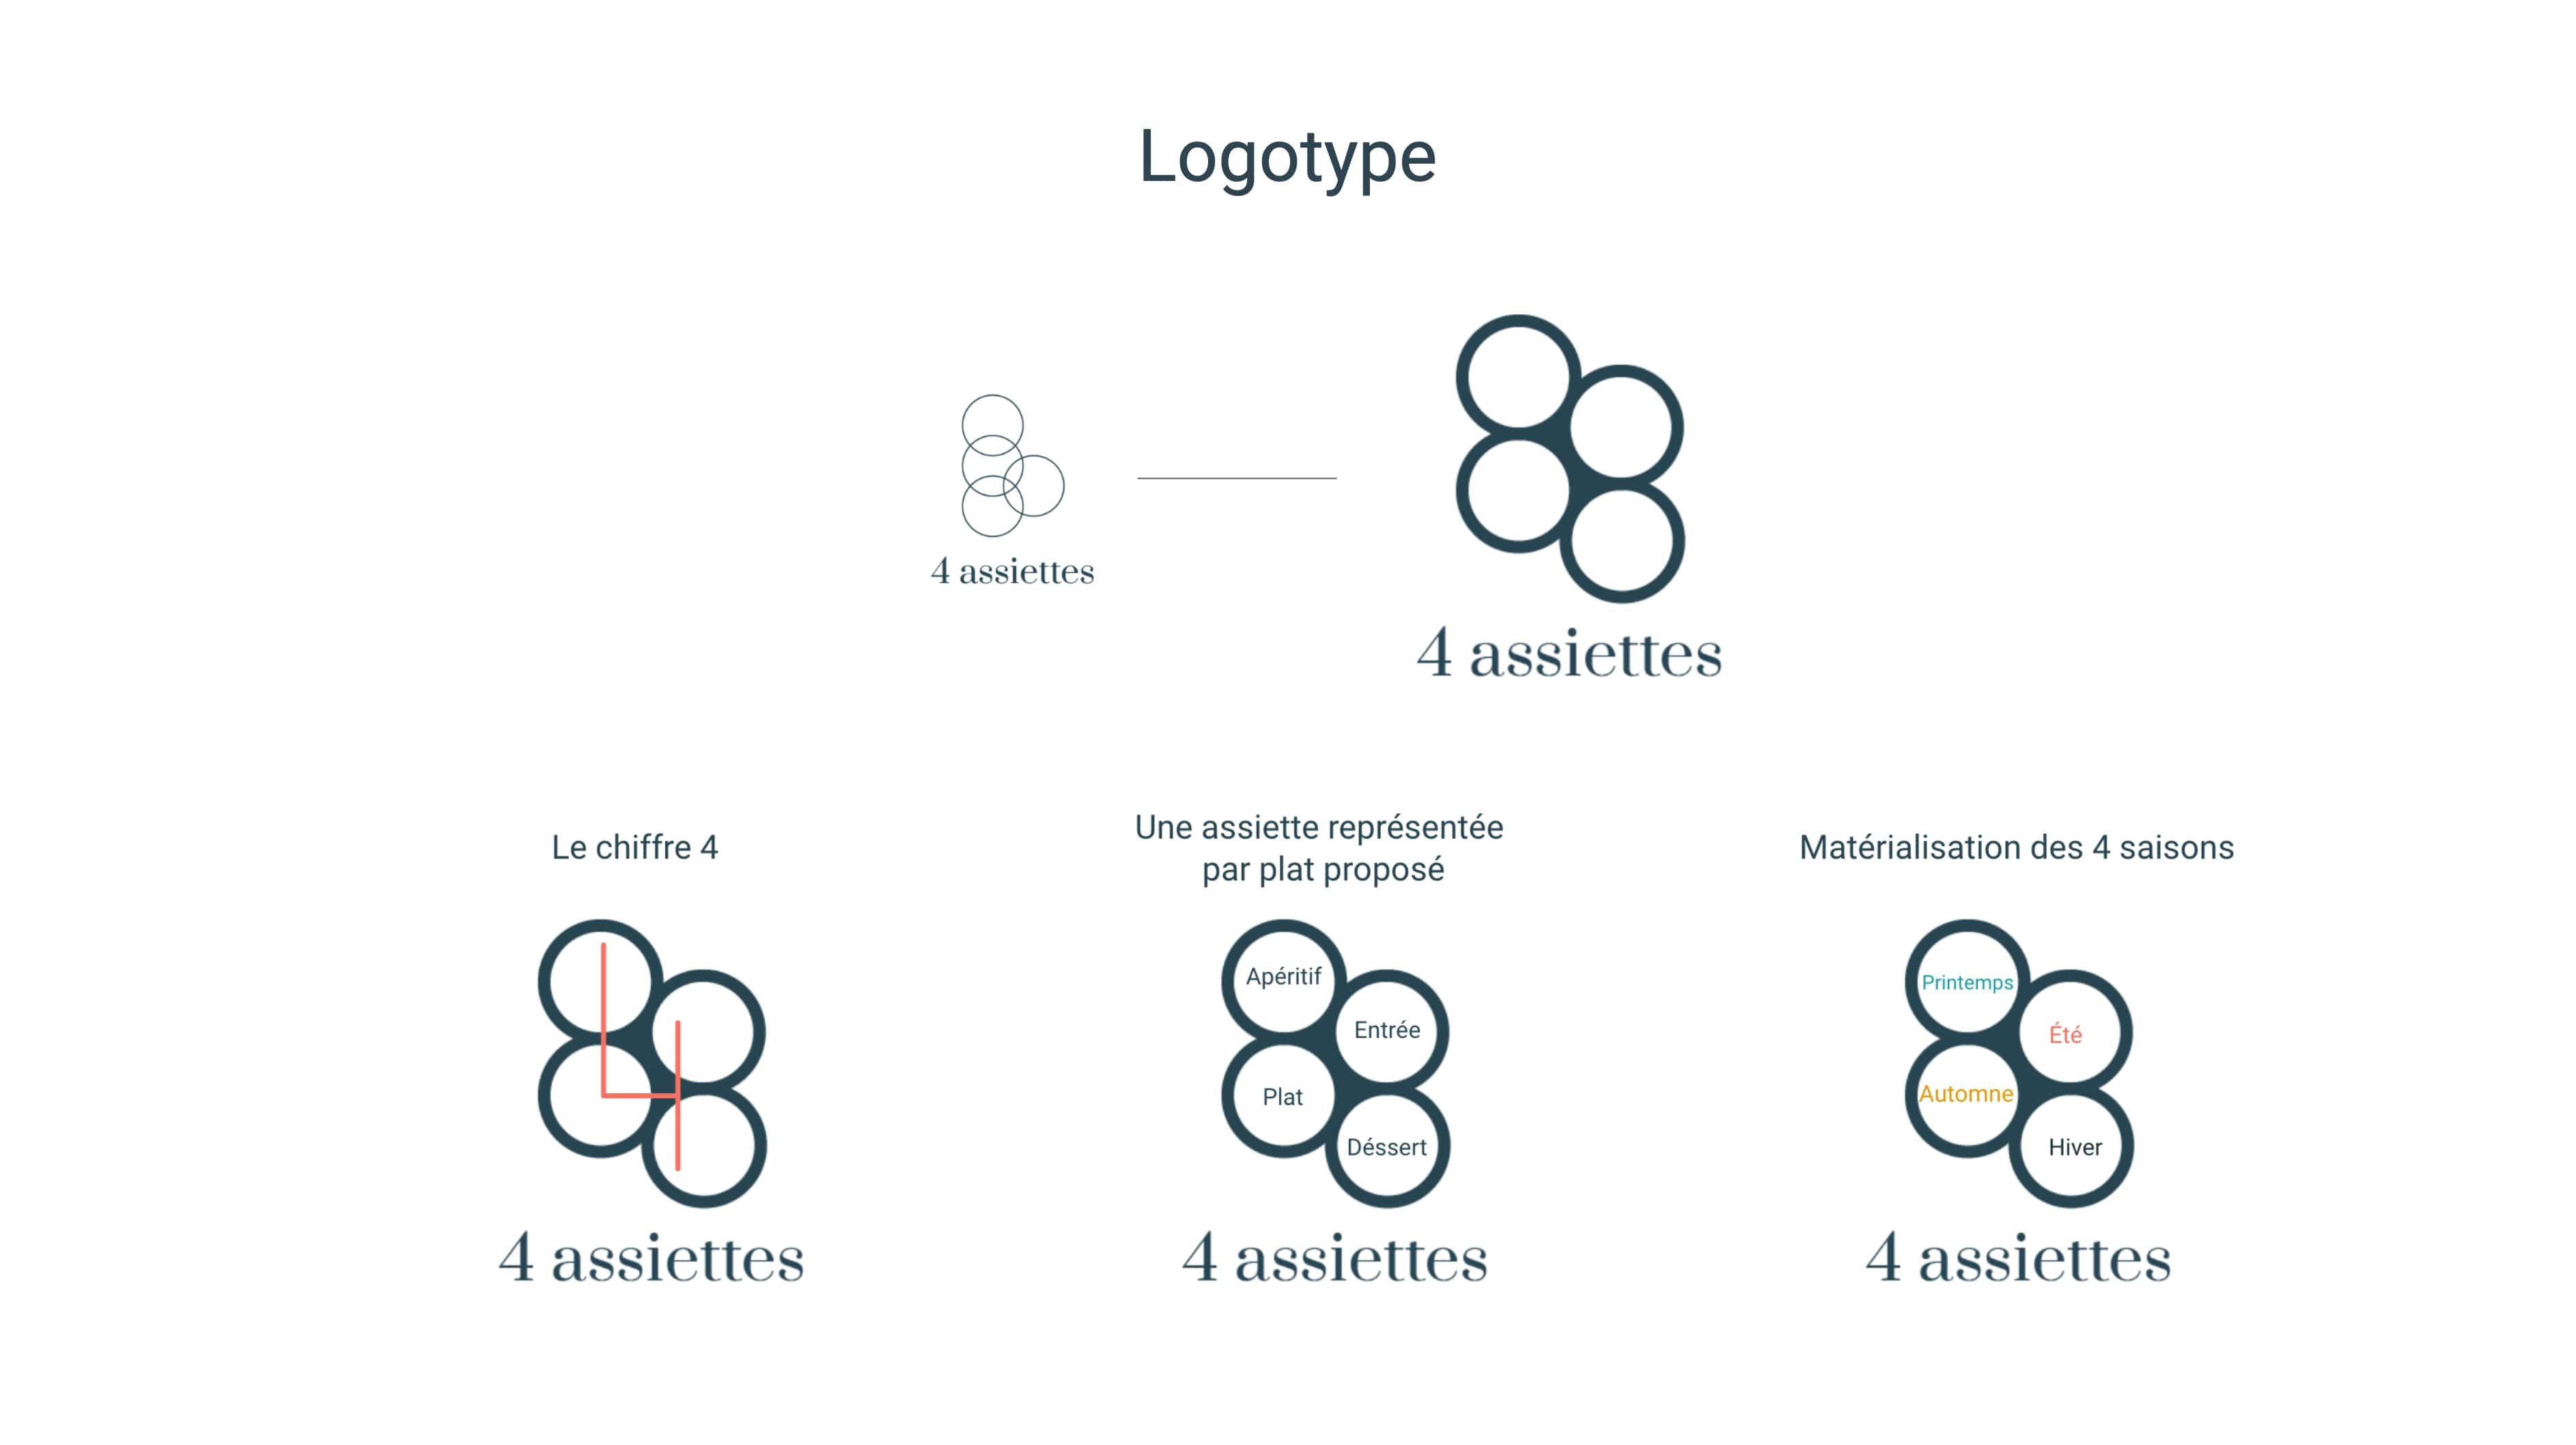 Logotype
4 assiettes
4 assiettes
Le chiffre 4
Une assiette représentée
par plat proposé
Matérialisation des 4 saisons
Apéritif
Entrée
Plat
Déssert
Printemps
Été
Automne
Hiver
4 assiettes
4 assiettes
4 assiettes